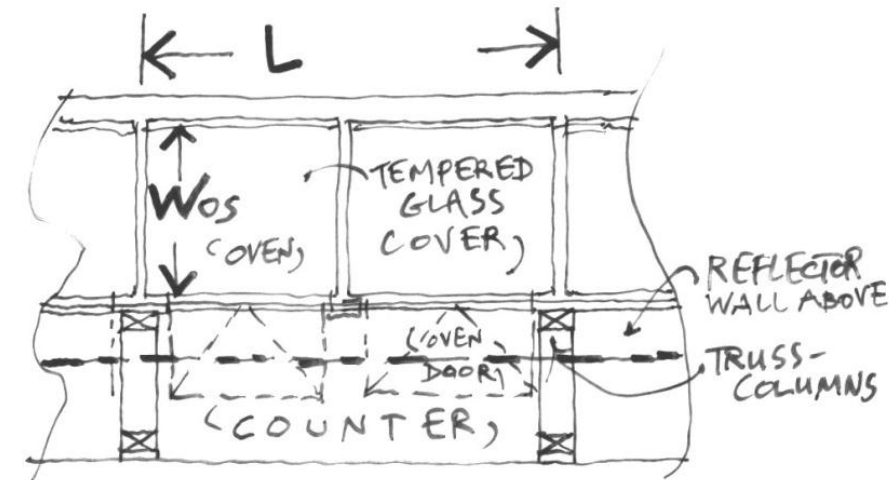 L
WOS
(OVEN)
TEMPERED
GLASS
COVER,
REFLECTOR
WALL ABOVE
(OVEN
DOOR)
TRUSS-
COLUMNS
(COUNTER)